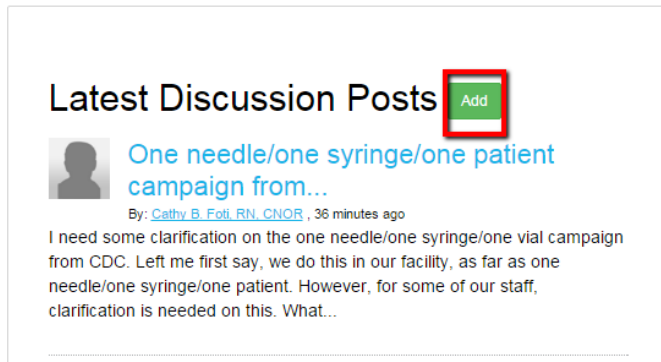 Latest Discussion Posts Add
One needle/one syringe/one patient
campaign from...
By: Cathy B. Foti, RN, CNOR , 36 minutes ago
I need some clarification on the one needle/one syringe/one vial campaign
from CDC. Left me first say, we do this in our facility, as far as one
needle/one syringe/one patient. However, for some of our staff,
clarification is needed on this. What...